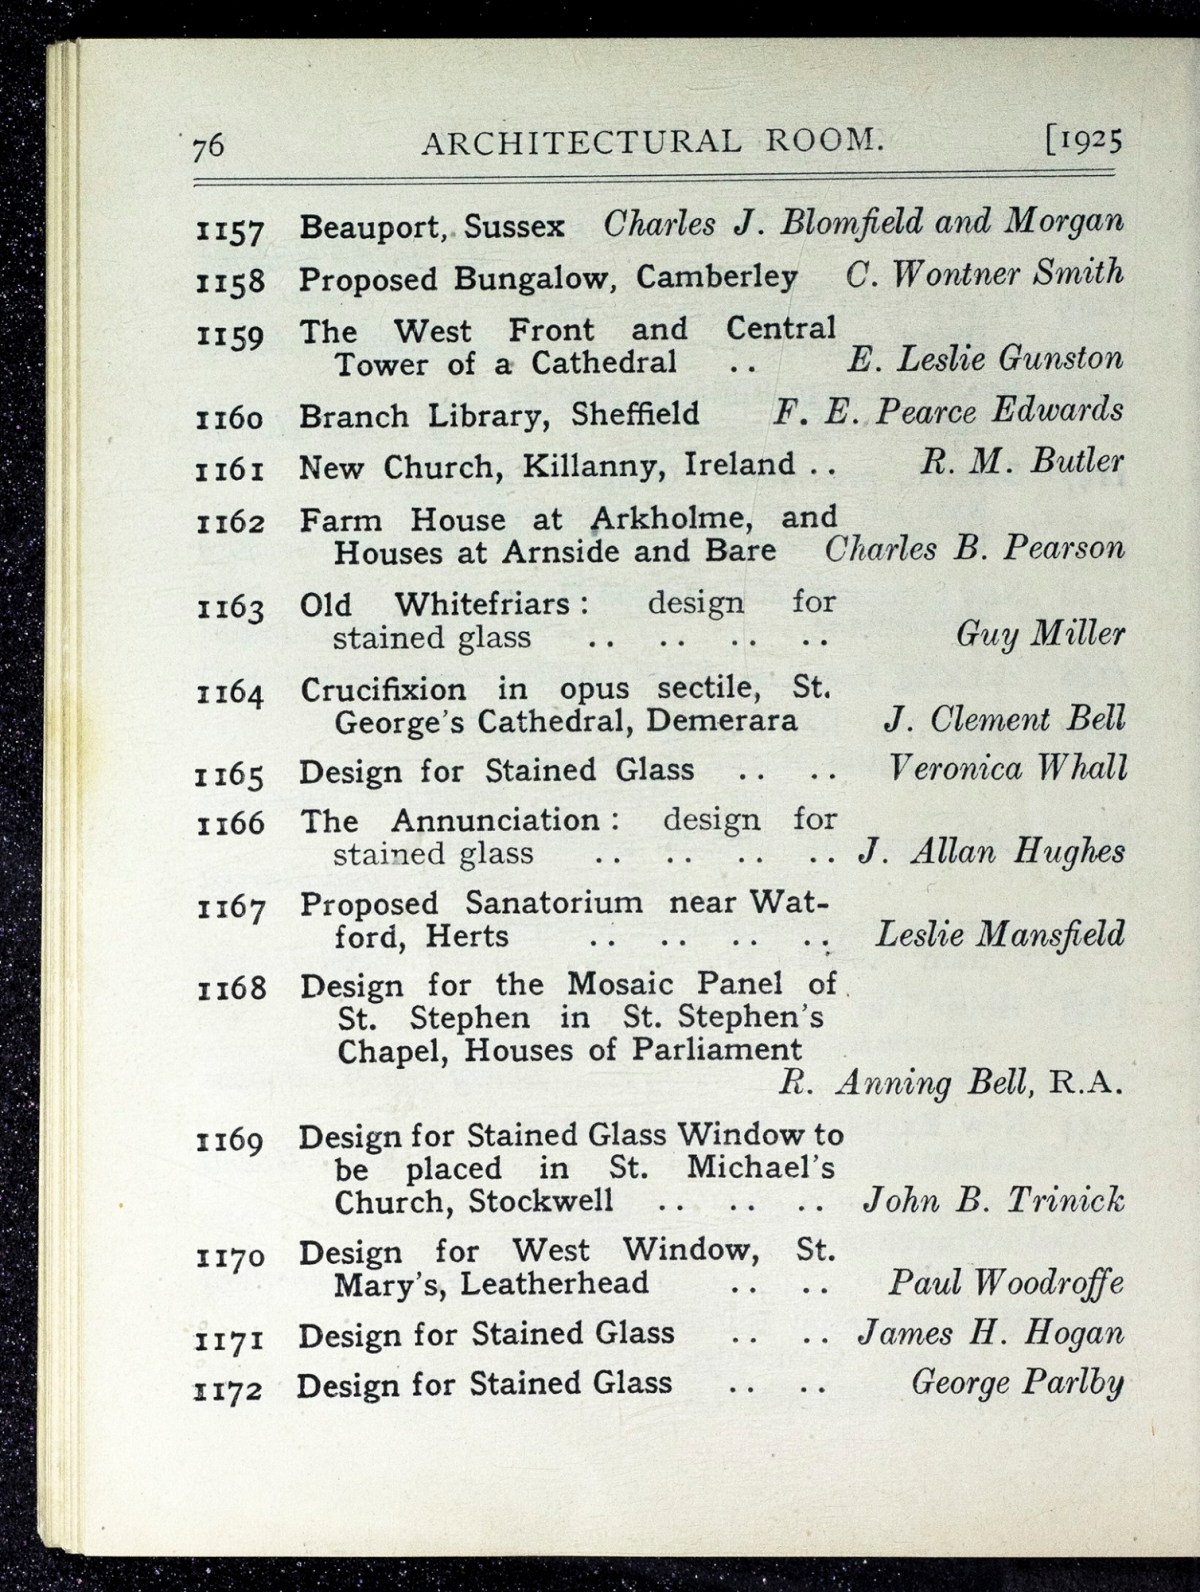 76 ARCHITECTURAL ROOM. [1925
1157 Beauport, Sussex Charles J. Blomfield and Morgan
1158 Proposed Bungalow, Camberley C. Wontner Smith
1159 The West Front and Central
Tower of a Cathedral .. E. Leslie Gunston
1160 Branch Library, Sheffield F. E. Pearce Edwards
1161 New Church, Killanny, Ireland .. R. M. Butler
1162 Farm House at Arkholme, and
Houses at Arnside and Bare Charles B. Pearson
1163 Old Whitefriars: design for
stained glass .. .. .. .. Guy Miller
1164 Crucifixion in opus sectile, St.
George's Cathedral, Demerara J. Clement Bell
1165 Design for Stained Glass .. .. Veronica Whall
1166 The Annunciation: design for
stained glass .. .. .. .. J. Allan Hughes
1167 Proposed Sanatorium near Wat-
ford, Herts .. .. .. .. Leslie Mansfield
1168 Design for the Mosaic Panel of
St. Stephen in St. Stephen's
Chapel, Houses of Parliament
R. Anning Bell, R.A.
1169 Design for Stained Glass Window to
be placed in St. Michael's
Church, Stockwell .. .. .. John B. Trinick
1170 Design for West Window, St.
Mary's, Leatherhead .. .. Paul Woodroffe
1171 Design for Stained Glass .. .. James H. Hogan
1172 Design for Stained Glass .. .. George Parlby